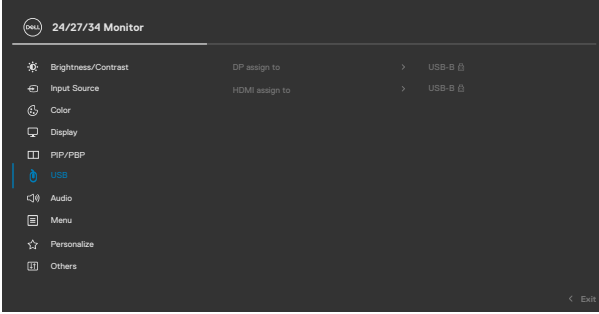 DELL
24/27/34 Monitor
Brightness/Contrast
DP assign to > USB-B
Input Source
HDMI assign to > USB-B
Color
Display
PIP/PBP
USB
Audio
Menu
Personalize
Others
< Exit